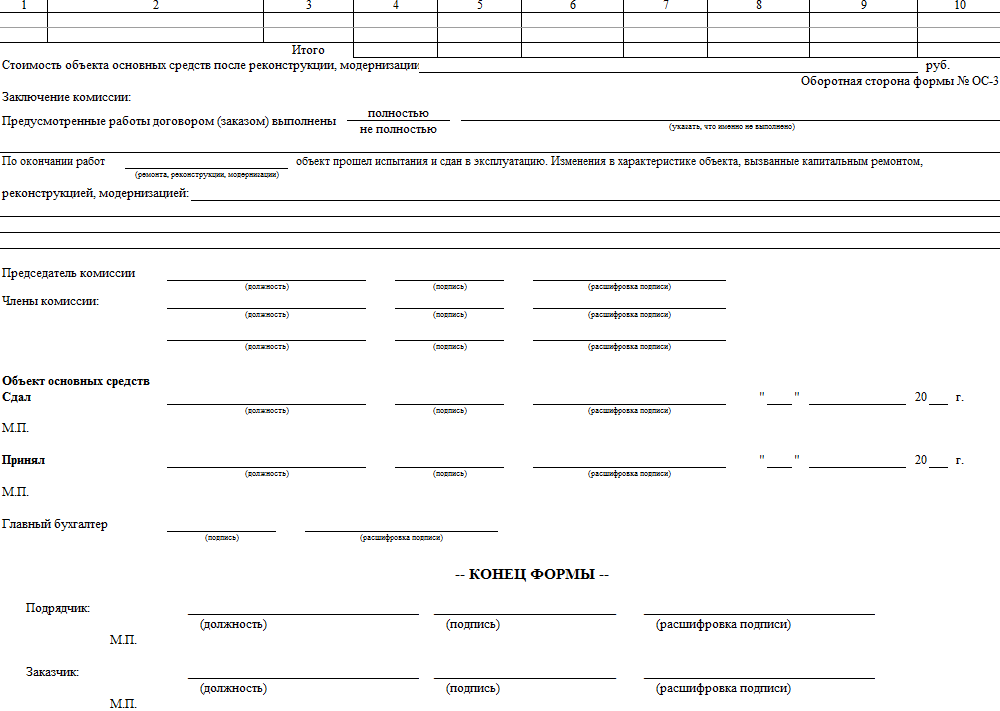 1 2 3 4 5 6 7 8 9 10
Итого
Стоимость объекта основных средств после реконструкции, модернизации руб.
Оборотная сторона формы № ОС-3
Заключение комиссии:
полностью
Предусмотренные работы договором (заказом) выполнены
не полностью
(указать, что именно не выполнено)
По окончании работ объект прошел испытания и сдан в эксплуатацию. Изменения в характеристике объекта, вызванные капитальным ремонтом,
(ремонта, реконструкции, модернизации)
реконструкцией, модернизацией:
Председатель комиссии
(должность) (подпись) (расшифровка подписи)
Члены комиссии:
(должность) (подпись) (расшифровка подписи)
(должность) (подпись) (расшифровка подписи)
Объект основных средств
Сдал " " 20 г.
(должность) (подпись) (расшифровка подписи)
М.П.
Принял " " 20 г.
(должность) (подпись) (расшифровка подписи)
М.П.
Главный бухгалтер
(подпись) (расшифровка подписи)
-- КОНЕЦ ФОРМЫ --
Подрядчик:
(должность) (подпись) (расшифровка подписи)
М.П.
Заказчик:
(должность) (подпись) (расшифровка подписи)
М.П.